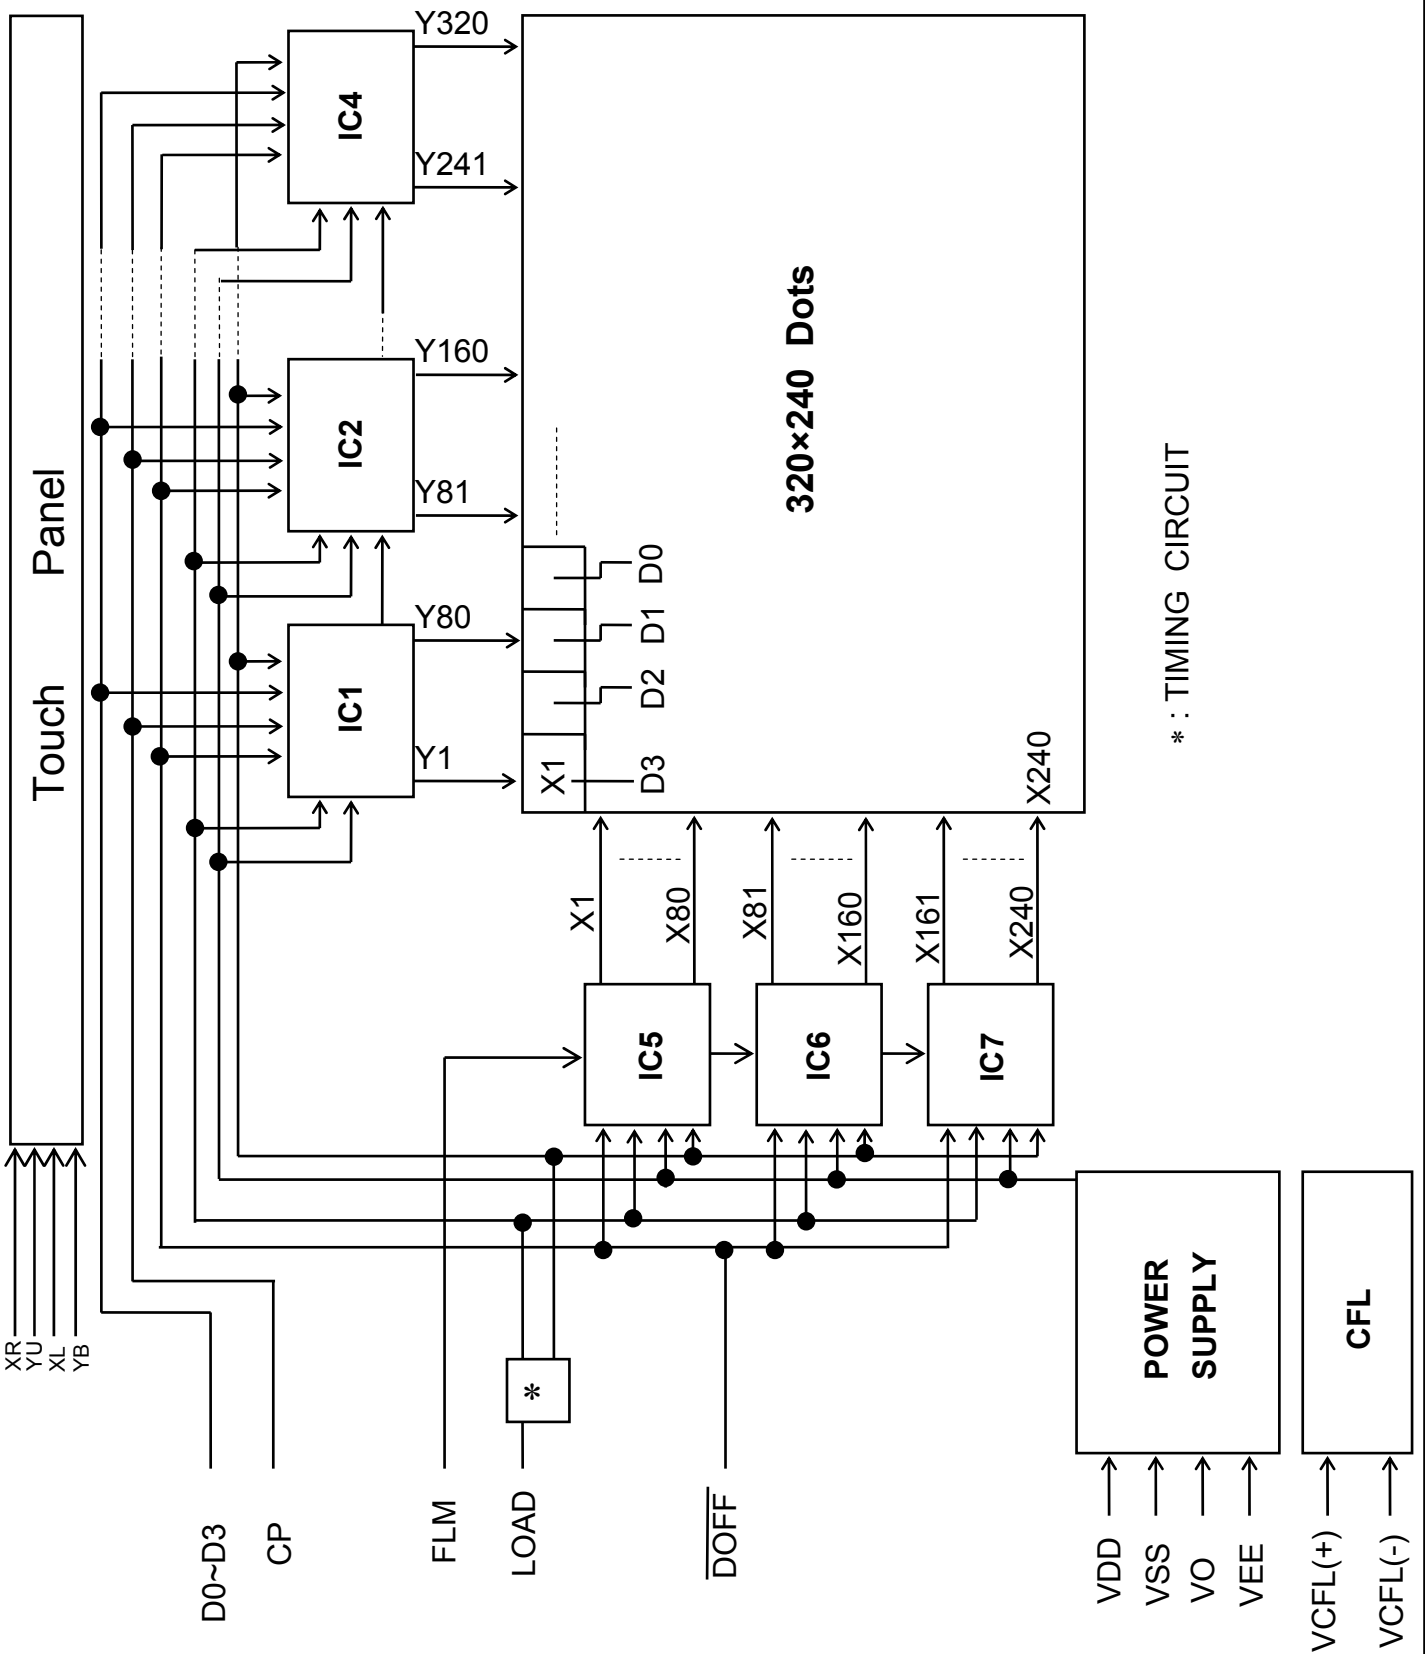 Touch Panel
XR
YU
XL
YB
D0~D3
CP
FLM
LOAD
DOFF
VDD
VSS
VO
VEE
VCFL(+)
VCFL(-)
*
POWER
SUPPLY
CFL
IC1
IC2
IC4
Y1
Y80
Y81
Y160
Y241
Y320
IC5
IC6
IC7
X1
X80
X81
X160
X161
X240
X1
D3
D2
D1
D0
320×240 Dots
X240
* : TIMING CIRCUIT